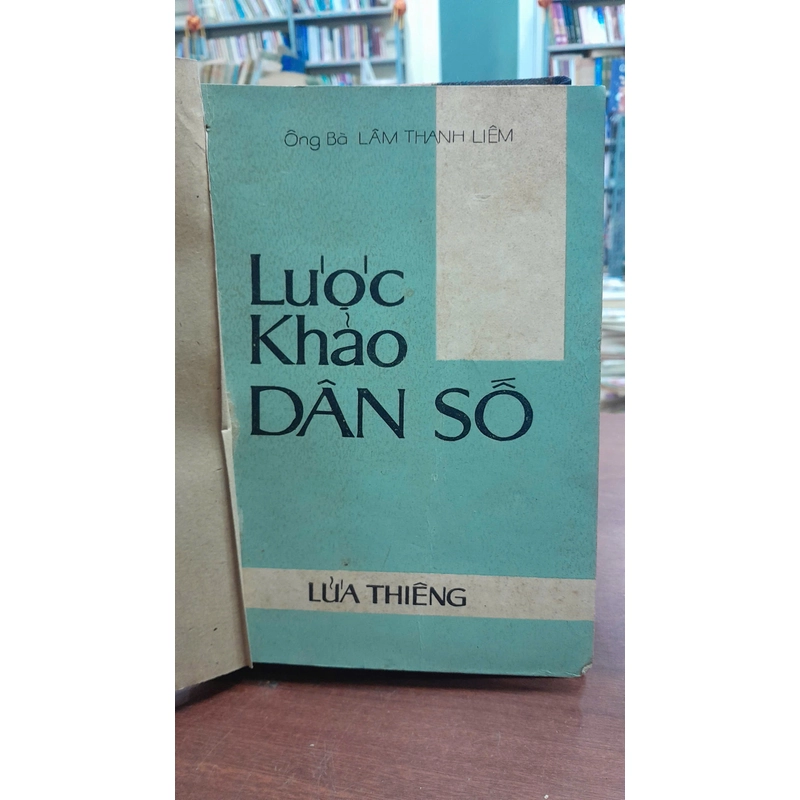 Ông Bà LÂM THANH LIÊM
Lược
Khảo
DÂN SỐ
LỬA THIÊNG